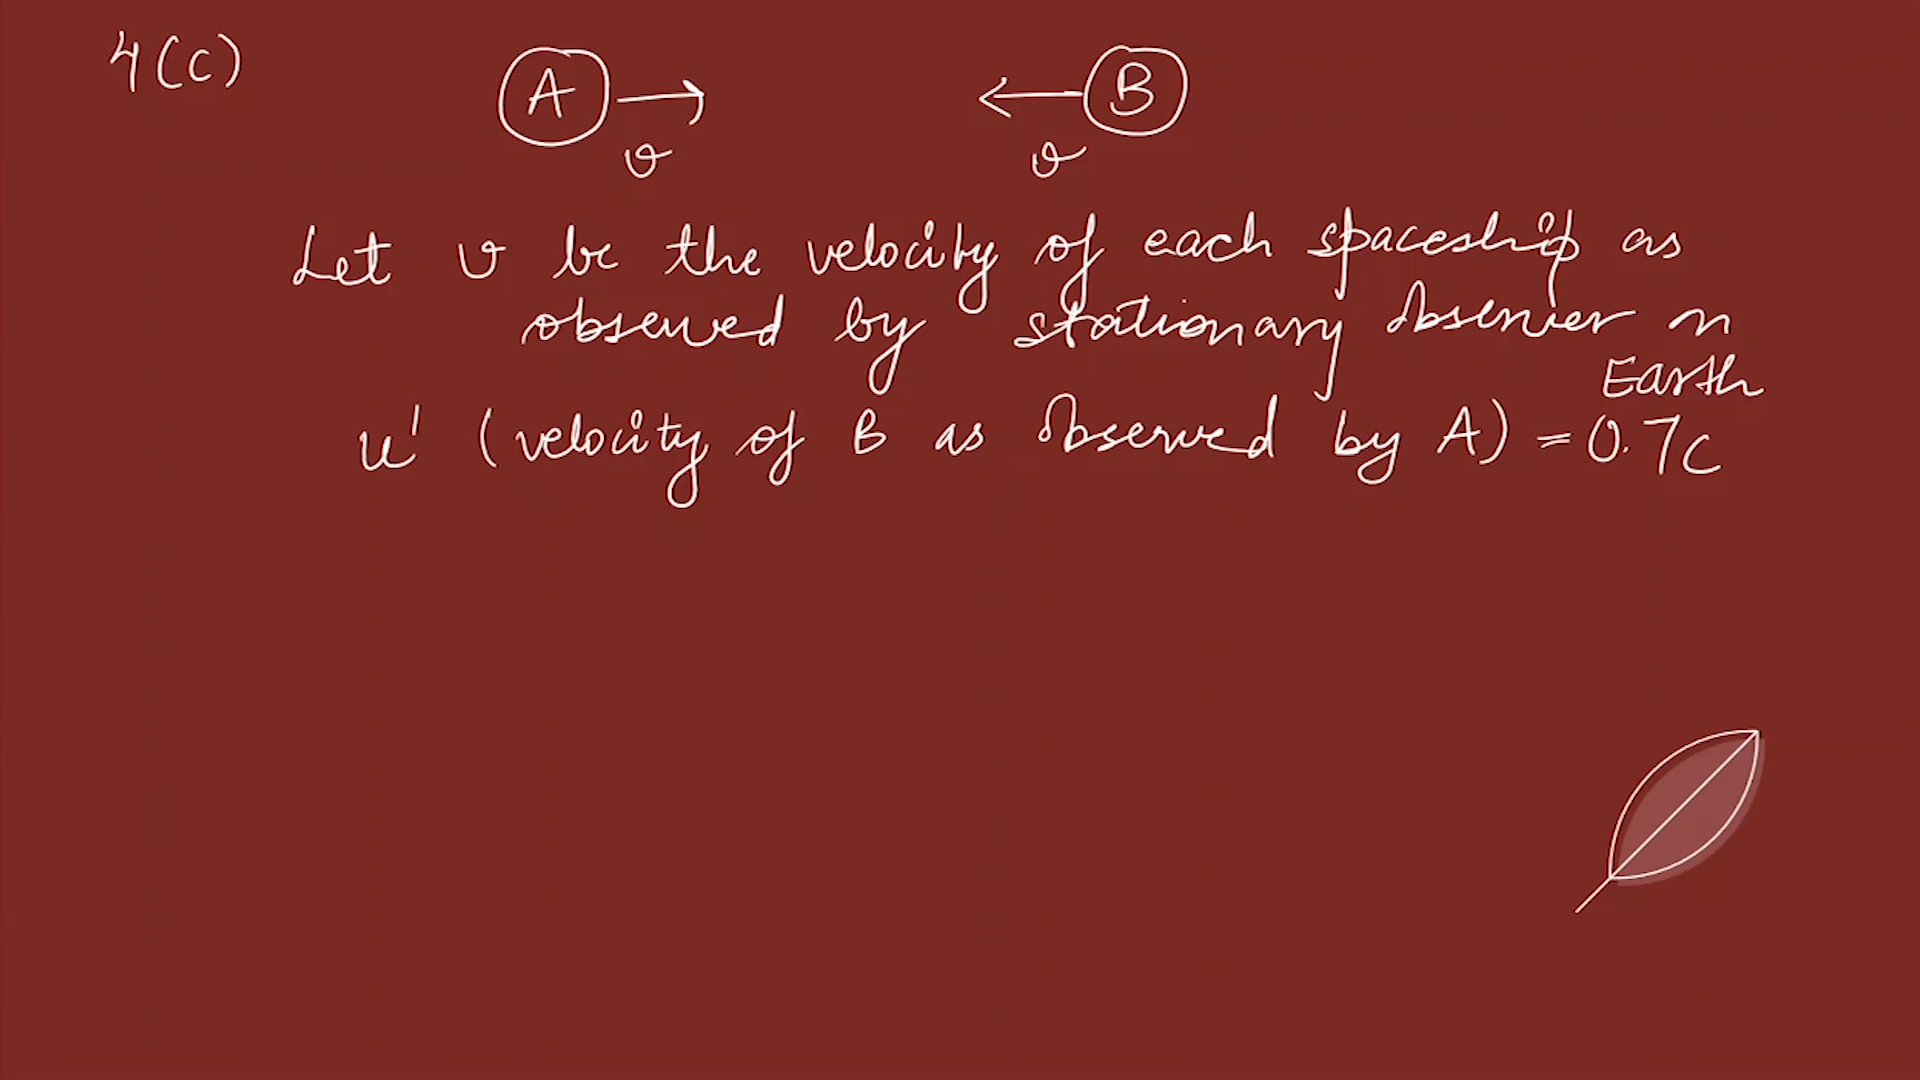 4(c)
A B
v v
Let v be the velocity of each spaceship as
observed by stationary observer on
Earth
u' (velocity of B as observed by A) = 0.7c